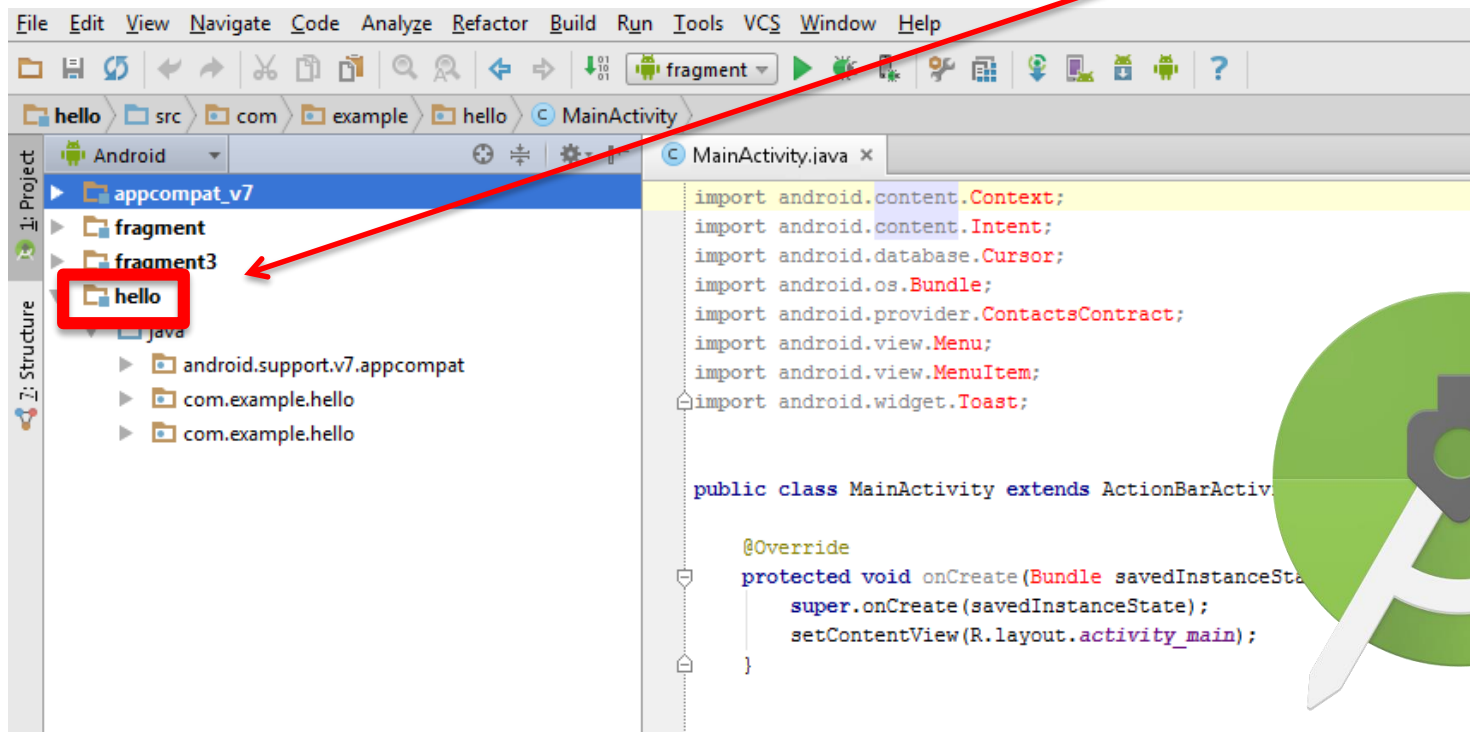 File Edit View Navigate Code Analyze Refactor Build Run Tools VCS Window Help
fragment
hello src com example hello MainActivity
1: Project
7: Structure
Android
appcompat_v7
fragment
fragment3
hello
java
android.support.v7.appcompat
com.example.hello
com.example.hello
MainActivity.java
import android.content.Context;
import android.content.Intent;
import android.database.Cursor;
import android.os.Bundle;
import android.provider.ContactsContract;
import android.view.Menu;
import android.view.MenuItem;
import android.widget.Toast;
public class MainActivity extends ActionBarActiv
@Override
protected void onCreate(Bundle savedInstanceSta
super.onCreate(savedInstanceState);
setContentView(R.layout.activity_main);
}